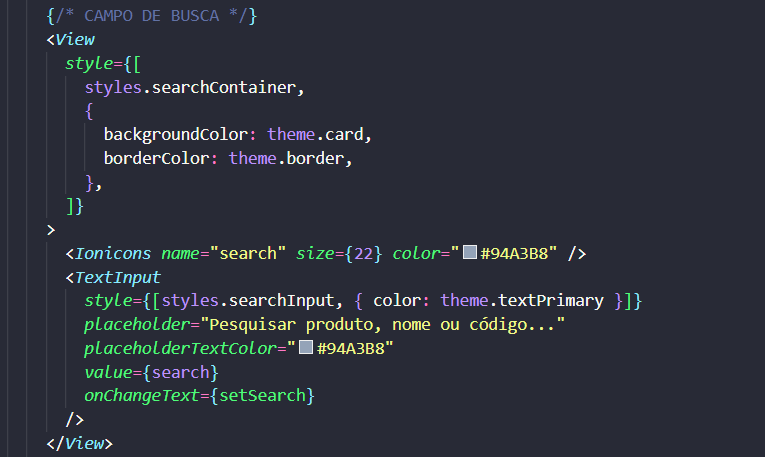 {/* CAMPO DE BUSCA */}
<View
style={[
styles.searchContainer,
{
backgroundColor: theme.card,
borderColor: theme.border,
},
]}
>
<Ionicons name="search" size={22} color="#94A3B8" />
<TextInput
style={[styles.searchInput, { color: theme.textPrimary }]}
placeholder="Pesquisar produto, nome ou código..."
placeholderTextColor="#94A3B8"
value={search}
onChangeText={setSearch}
/>
</View>